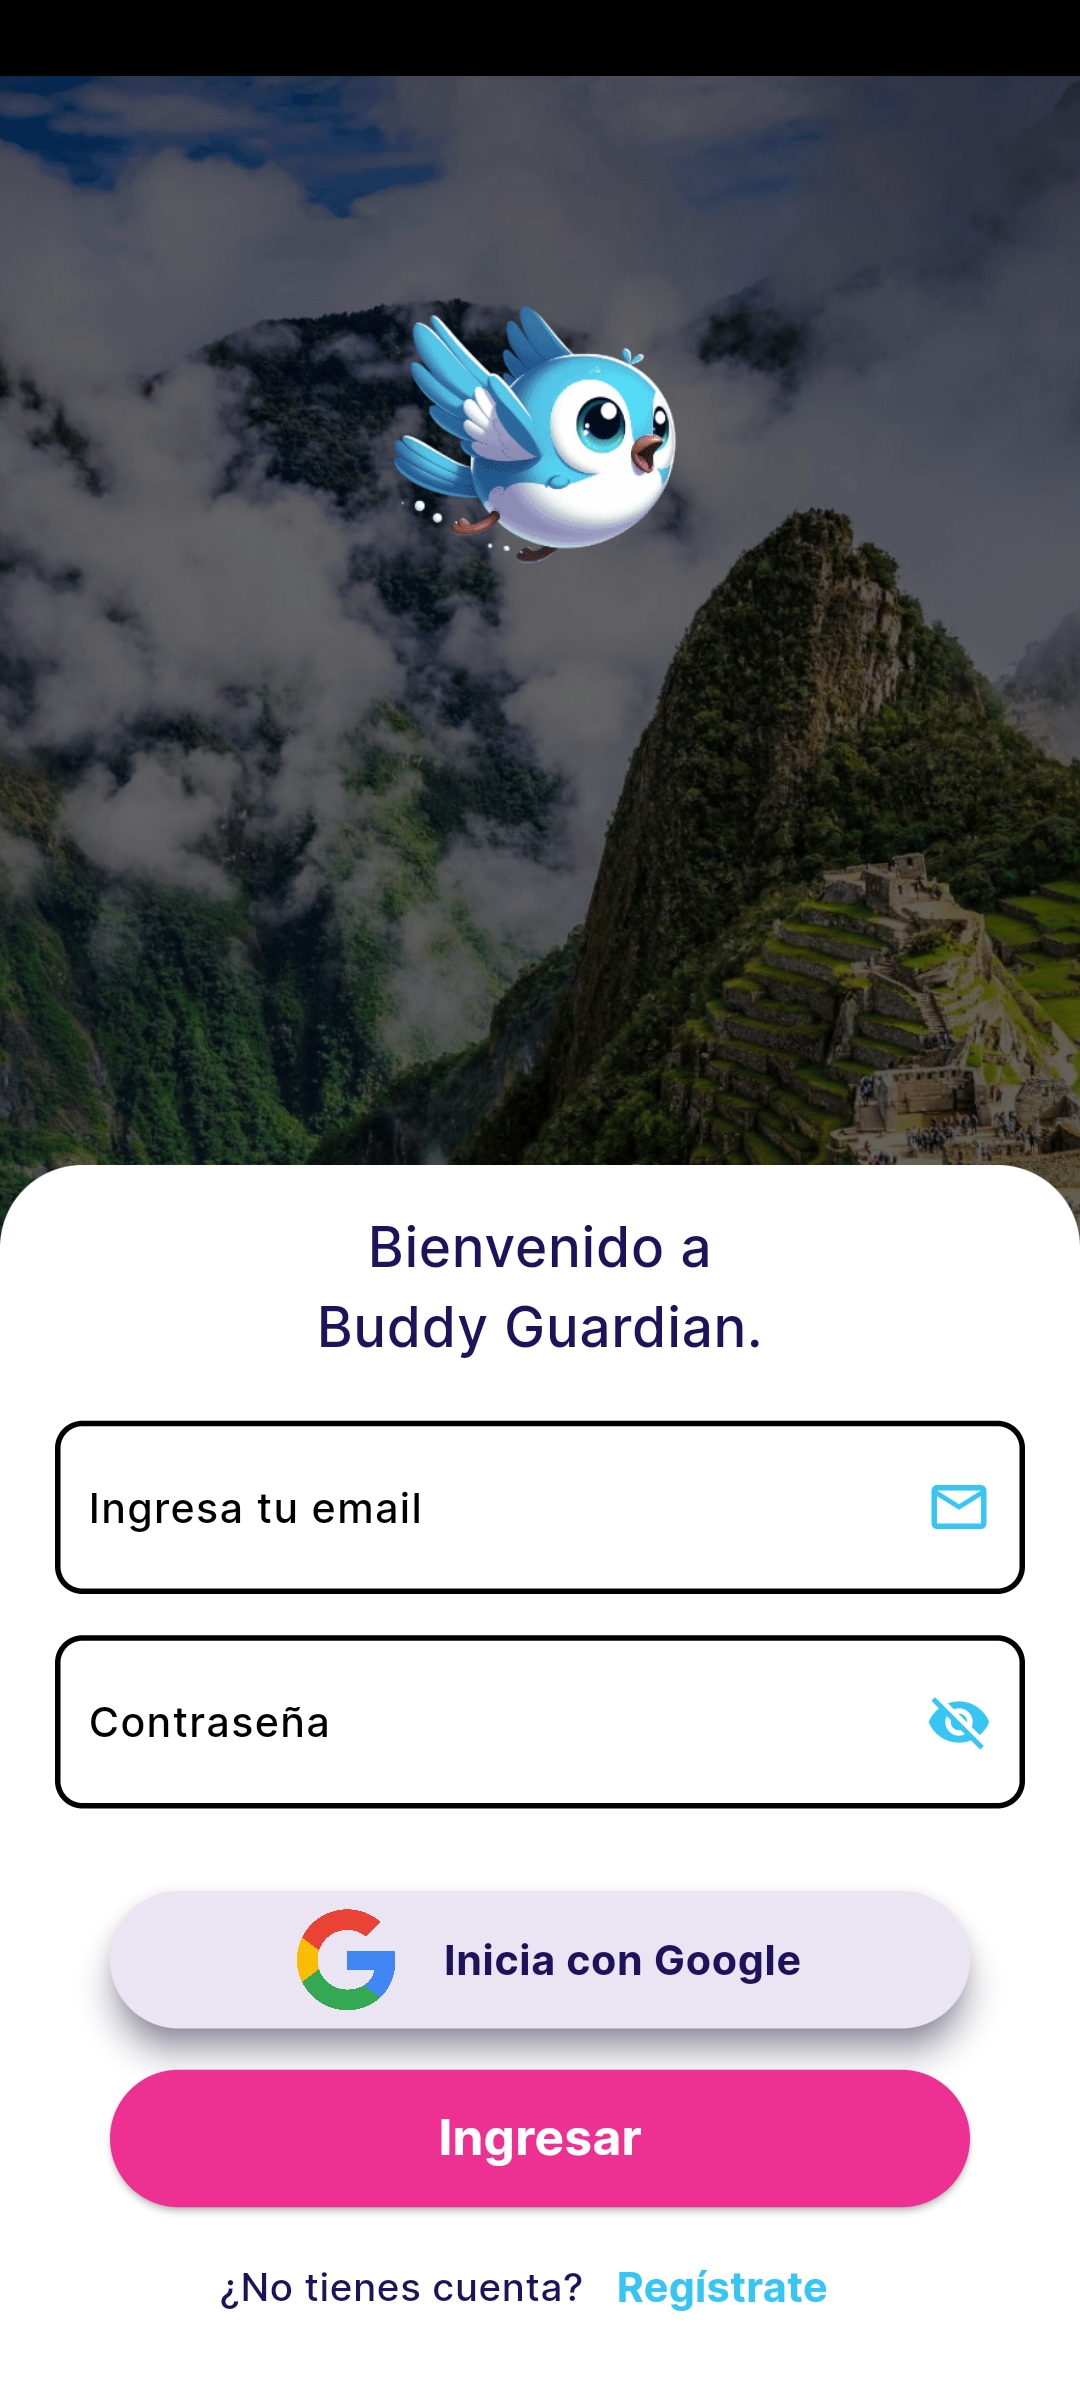 Bienvenido a
Buddy Guardian.
Ingresa tu email
Contraseña
Inicia con Google
Ingresar
¿No tienes cuenta? Regístrate